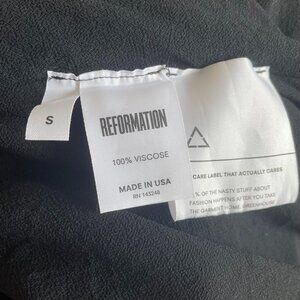 S
REFORMATION
100% VISCOSE
MADE IN USA
RN 143248
CARE LABEL THAT ACTUALLY CARES
% OF THE NASTY STUFF ABOUT
FASHION HAPPENS AFTER YOU TAKE
THE GARMENT HOME. GREENHOUSE